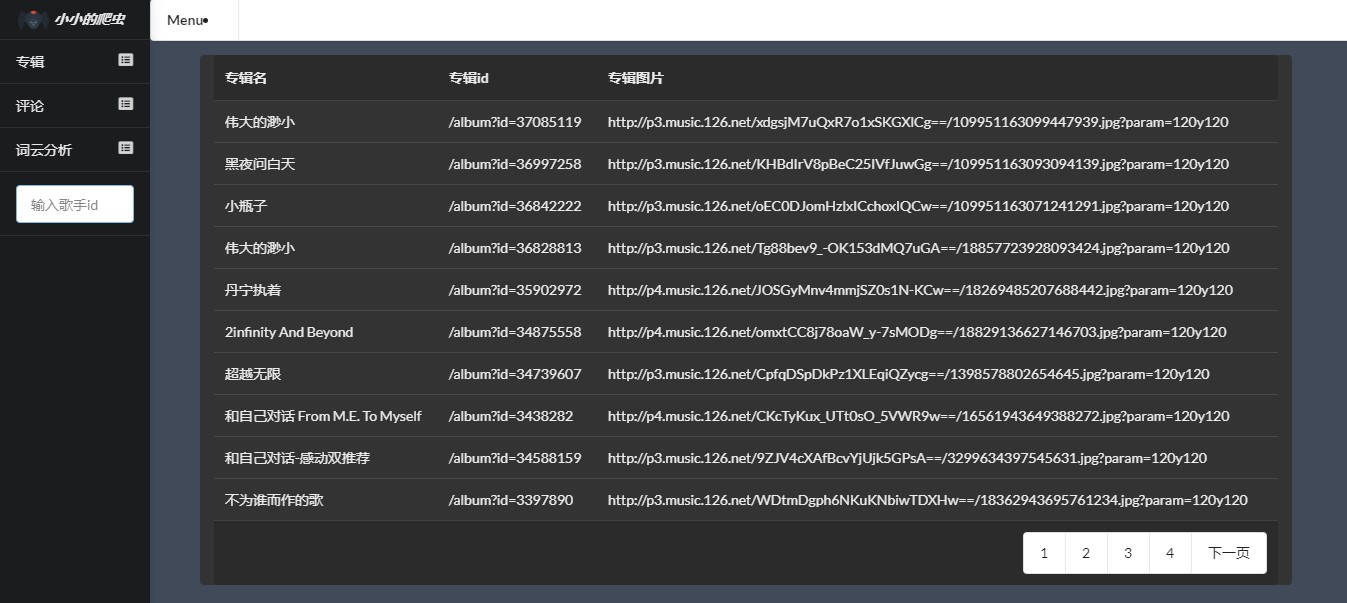 小小的爬虫
Menu•
专辑
评论
词云分析
输入歌手id
专辑名 专辑id 专辑图片
伟大的渺小 /album?id=37085119 http://p3.music.126.net/xdgsjM7uQxR7o1xSKGXlCg==/109951163099447939.jpg?param=120y120
黑夜问白天 /album?id=36997258 http://p3.music.126.net/KHBdIrV8pBeC25IVfJuwGg==/109951163093094139.jpg?param=120y120
小瓶子 /album?id=36842222 http://p3.music.126.net/oEC0DJomHzlxlCchoxlQCw==/109951163071241291.jpg?param=120y120
伟大的渺小 /album?id=36828813 http://p3.music.126.net/Tg88bev9_-OK153dMQ7uGA==/18857723928093424.jpg?param=120y120
丹宁执着 /album?id=35902972 http://p4.music.126.net/JOSGyMnv4mmjSZ0s1N-KCw==/18269485207688442.jpg?param=120y120
2infinity And Beyond /album?id=34875558 http://p4.music.126.net/omxtCC8j78oaW_y-7sMODg==/18829136627146703.jpg?param=120y120
超越无限 /album?id=34739607 http://p3.music.126.net/CpfqDSpDkPz1XLEqiQZycg==/1398578802654645.jpg?param=120y120
和自己对话 From M.E. To Myself /album?id=3438282 http://p4.music.126.net/CKcTyKux_UTt0sO_5VWR9w==/16561943649388272.jpg?param=120y120
和自己对话-感动双推荐 /album?id=34588159 http://p3.music.126.net/9ZJV4cXAfBcvYjUjk5GPsA==/3299634397545631.jpg?param=120y120
不为谁而作的歌 /album?id=3397890 http://p3.music.126.net/WDtmDgph6NKuKNbiwTDXHw==/18362943695761234.jpg?param=120y120
1 2 3 4 下一页